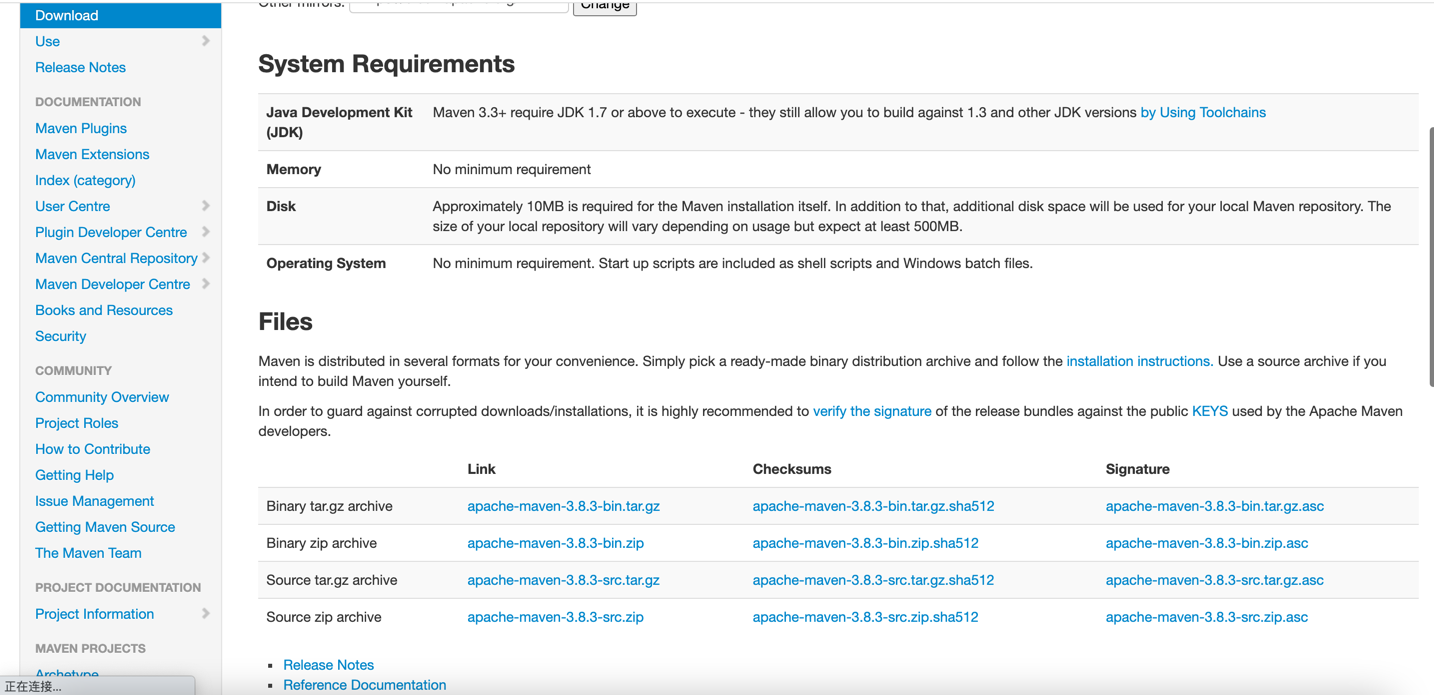 Download
Use
Release Notes
DOCUMENTATION
Maven Plugins
Maven Extensions
Index (category)
User Centre
Plugin Developer Centre
Maven Central Repository
Maven Developer Centre
Books and Resources
Security
COMMUNITY
Community Overview
Project Roles
How to Contribute
Getting Help
Issue Management
Getting Maven Source
The Maven Team
PROJECT DOCUMENTATION
Project Information
MAVEN PROJECTS
Archetype
正在连接...
Other mirrors:
Change
System Requirements
Java Development Kit (JDK)
Maven 3.3+ require JDK 1.7 or above to execute - they still allow you to build against 1.3 and other JDK versions by Using Toolchains
Memory
No minimum requirement
Disk
Approximately 10MB is required for the Maven installation itself. In addition to that, additional disk space will be used for your local Maven repository. The
size of your local repository will vary depending on usage but expect at least 500MB.
Operating System
No minimum requirement. Start up scripts are included as shell scripts and Windows batch files.
Files
Maven is distributed in several formats for your convenience. Simply pick a ready-made binary distribution archive and follow the installation instructions. Use a source archive if you
intend to build Maven yourself.
In order to guard against corrupted downloads/installations, it is highly recommended to verify the signature of the release bundles against the public KEYS used by the Apache Maven
developers.
Link Checksums Signature
Binary tar.gz archive apache-maven-3.8.3-bin.tar.gz apache-maven-3.8.3-bin.tar.gz.sha512 apache-maven-3.8.3-bin.tar.gz.asc
Binary zip archive apache-maven-3.8.3-bin.zip apache-maven-3.8.3-bin.zip.sha512 apache-maven-3.8.3-bin.zip.asc
Source tar.gz archive apache-maven-3.8.3-src.tar.gz apache-maven-3.8.3-src.tar.gz.sha512 apache-maven-3.8.3-src.tar.gz.asc
Source zip archive apache-maven-3.8.3-src.zip apache-maven-3.8.3-src.zip.sha512 apache-maven-3.8.3-src.zip.asc
Release Notes
Reference Documentation